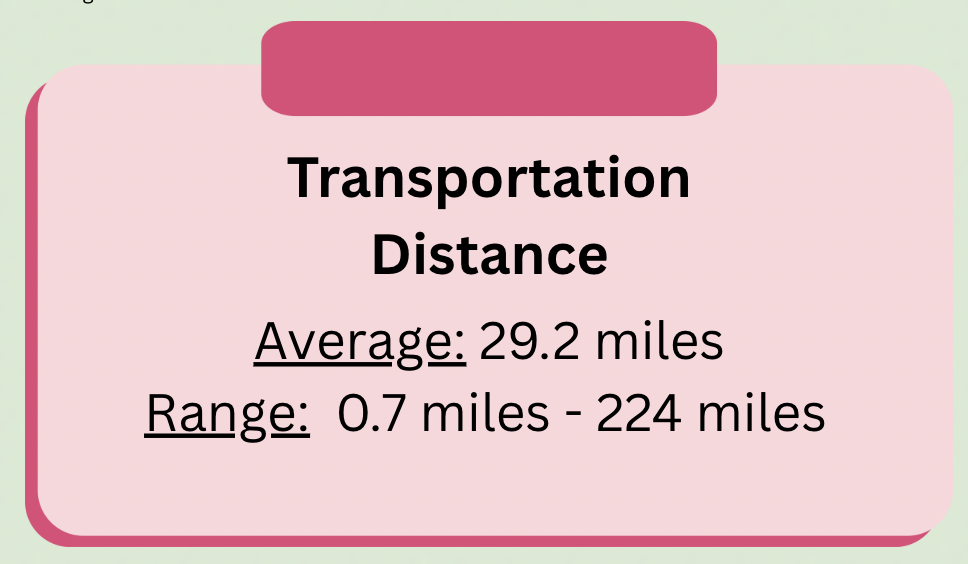 Transportation
Distance
Average: 29.2 miles
Range: 0.7 miles - 224 miles